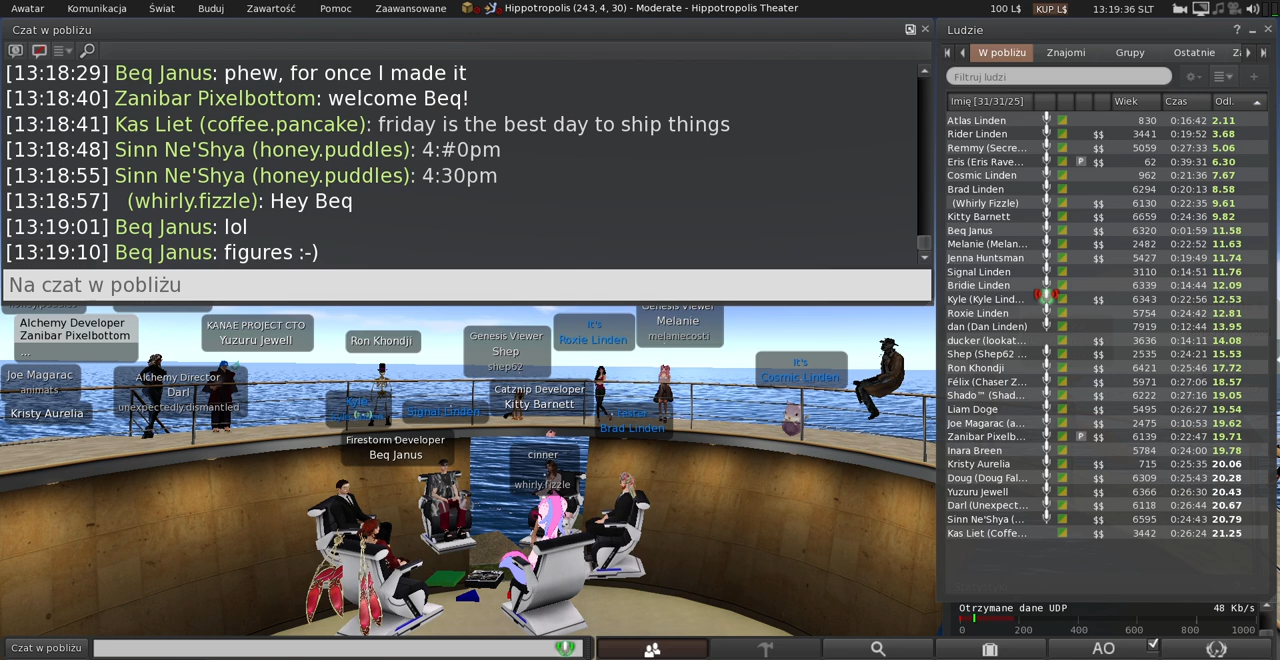 Awatar Komunikacja Świat Buduj Zawartość Pomoc Zaawansowane Hippotropolis (243, 4, 30) - Moderate - Hippotropolis Theater 100 L$ KUP L$ 13:19:36 SLT
Czat w pobliżu
[13:18:29] Beq Janus: phew, for once I made it
[13:18:40] Zanibar Pixelbottom: welcome Beq!
[13:18:41] Kas Liet (coffee.pancake): friday is the best day to ship things
[13:18:48] Sinn Ne'Shya (honey.puddles): 4:#0pm
[13:18:55] Sinn Ne'Shya (honey.puddles): 4:30pm
[13:18:57] (whirly.fizzle): Hey Beq
[13:19:01] Beq Janus: lol
[13:19:10] Beq Janus: figures :-)
Na czat w pobliżu
Alchemy Developer
Zanibar Pixelbottom
...
KANAE PROJECT CTO
Yuzuru Jewell
Ron Khondji
Genesis Viewer
Shep
shep62
It's
Roxie Linden
Genesis Viewer
Melanie
melaniecosti
It's
Cosmic Linden
Joe Magarac
animats
Kristy Aurelia
Alchemy Director
Darl
unexpectedly.dismantled
Kyle
Signal Linden
Catznip Developer
Kitty Barnett
Tester
Brad Linden
Firestorm Developer
Beq Janus
cinner
whirly.fizzle
Ludzie
W pobliżu Znajomi Grupy Ostatnie
Filtruj ludzi
Imię [31/31/25] Wiek Czas Odl.
Atlas Linden 830 0:16:42 2.11
Rider Linden $$ 3441 0:19:52 3.68
Remmy (Secre... $$ 5059 0:27:33 5.06
Eris (Eris Rave... P $$ 62 0:39:31 6.30
Cosmic Linden 962 0:21:36 7.67
Brad Linden 6294 0:20:13 8.58
(Whirly Fizzle) $$ 6130 0:22:35 9.61
Kitty Barnett $$ 6659 0:24:36 9.82
Beq Janus $$ 6320 0:01:59 11.58
Melanie (Melan... $$ 2482 0:22:52 11.63
Jenna Huntsman $$ 5427 0:19:49 11.74
Signal Linden 3110 0:14:51 11.76
Bridie Linden 6339 0:14:44 12.09
Kyle (Kyle Lind... $$ 6343 0:22:56 12.53
Roxie Linden 5754 0:24:42 12.81
dan (Dan Linden) 7919 0:12:44 13.95
ducker (lookat... $$ 3636 0:14:11 14.08
Shep (Shep62 ... $$ 2535 0:24:21 15.53
Ron Khondji $$ 6421 0:25:46 17.72
Félix (Chaser Z... $$ 5971 0:27:06 18.57
Shado™ (Shad... $$ 6222 0:27:16 19.05
Liam Doge $$ 5495 0:26:27 19.54
Joe Magarac (a... $$ 2475 0:10:53 19.62
Zanibar Pixelb... P $$ 6139 0:22:47 19.71
Inara Breen 5784 0:24:00 19.78
Kristy Aurelia $$ 715 0:25:35 20.06
Doug (Doug Fal... $$ 6309 0:25:43 20.28
Yuzuru Jewell $$ 6366 0:26:30 20.43
Darl (Unexpect... $$ 6118 0:26:44 20.67
Sinn Ne'Shya (... $$ 6595 0:24:43 20.79
Kas Liet (Coffe... $$ 3442 0:26:24 21.25
Otrzymane dane UDP 48 Kb/s
0 200 400 600 800 1000
Czat w pobliżu AO